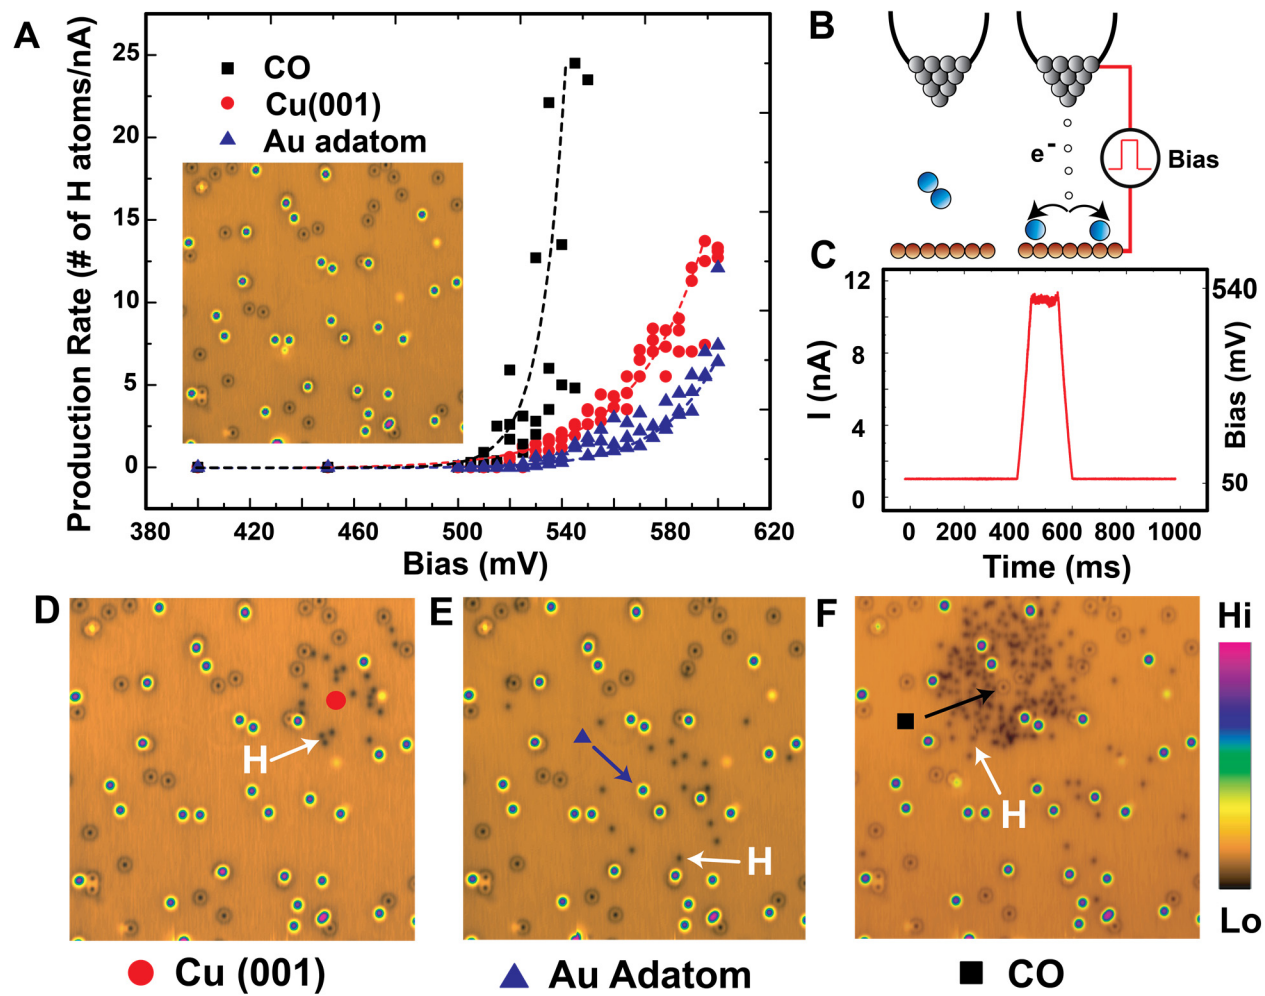 A
Production Rate (# of H atoms/nA)
25
20
15
10
5
0
CO
Cu(001)
Au adatom
380
420
460
500
540
580
620
Bias (mV)
B
e-
Bias
C
I (nA)
12
8
4
0
540
50
Bias (mV)
0
200
400
600
800
1000
Time (ms)
D
H
E
H
F
H
Hi
Lo
Cu (001)
Au Adatom
CO